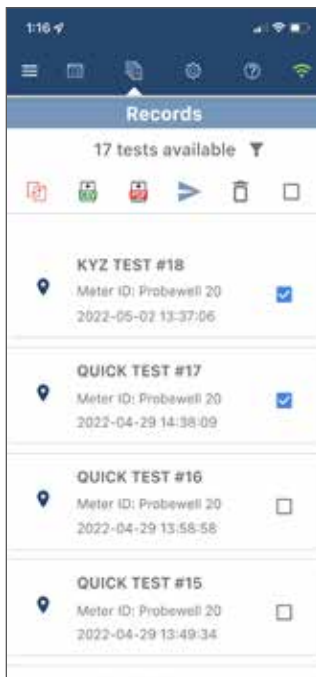 1:16
Records
17 tests available
KYZ TEST #18
Meter ID: Probewell 20
2022-05-02 13:37:06
QUICK TEST #17
Meter ID: Probewell 20
2022-04-29 14:38:09
QUICK TEST #16
Meter ID: Probewell 20
2022-04-29 13:58:58
QUICK TEST #15
Meter ID: Probewell 20
2022-04-29 13:49:34